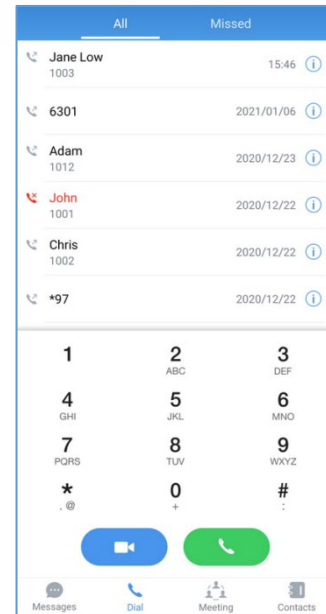 All Missed
Jane Low
1003
15:46
6301
2021/01/06
Adam
1012
2020/12/23
John
1001
2020/12/22
Chris
1002
2020/12/22
*97
2020/12/22
1 2 3
ABC DEF
4 5 6
GHI JKL MNO
7 8 9
PQRS TUV WXYZ
* 0 #
. @ + :
Messages Dial Meeting Contacts